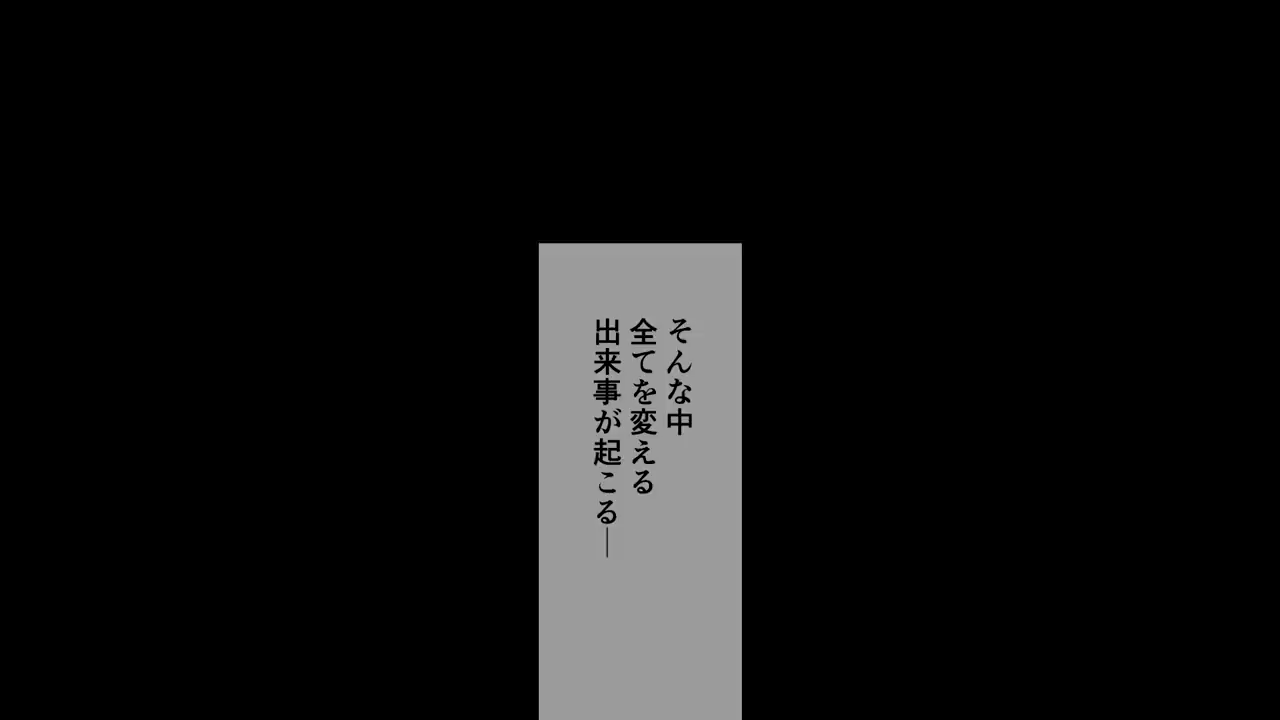 そんな中
全てを変える
出来事が起こる―